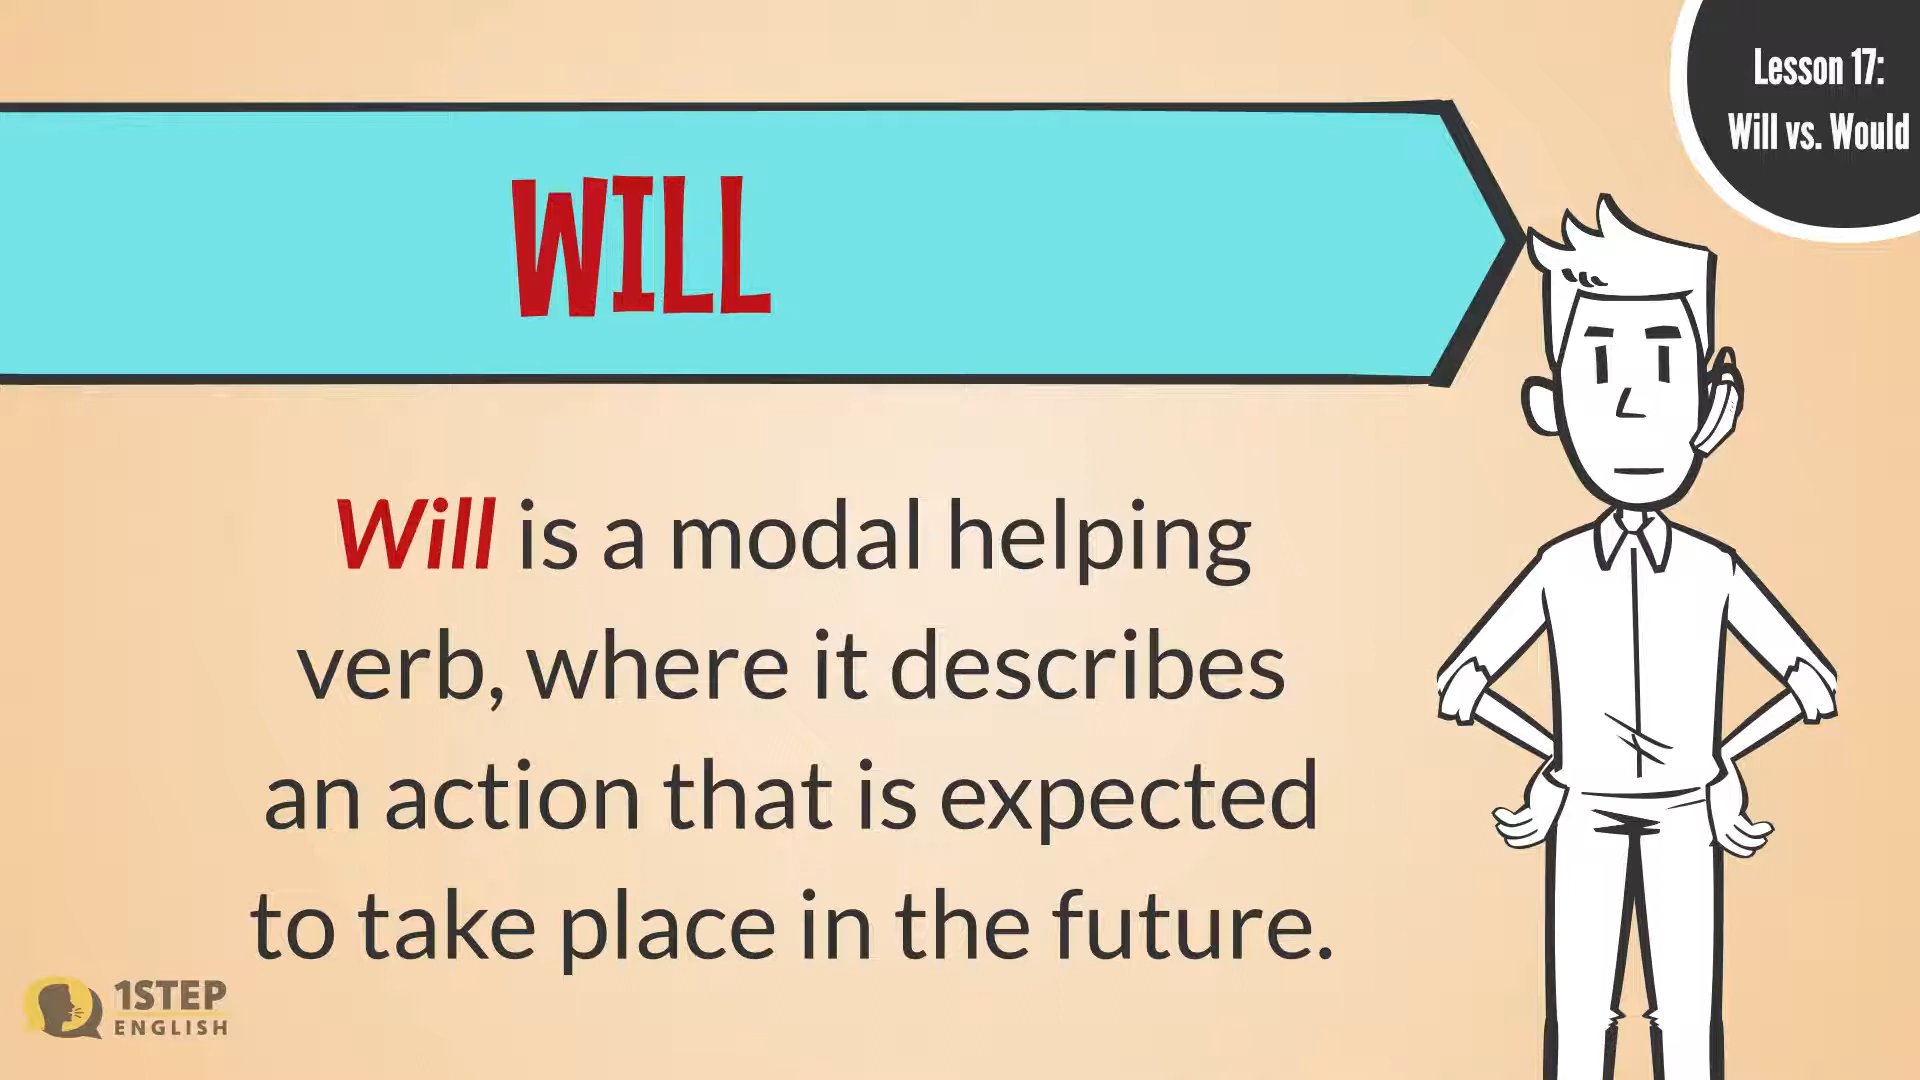 Lesson 17:
Will vs. Would
WILL
Will is a modal helping
verb, where it describes
an action that is expected
to take place in the future.
1STEP
ENGLISH